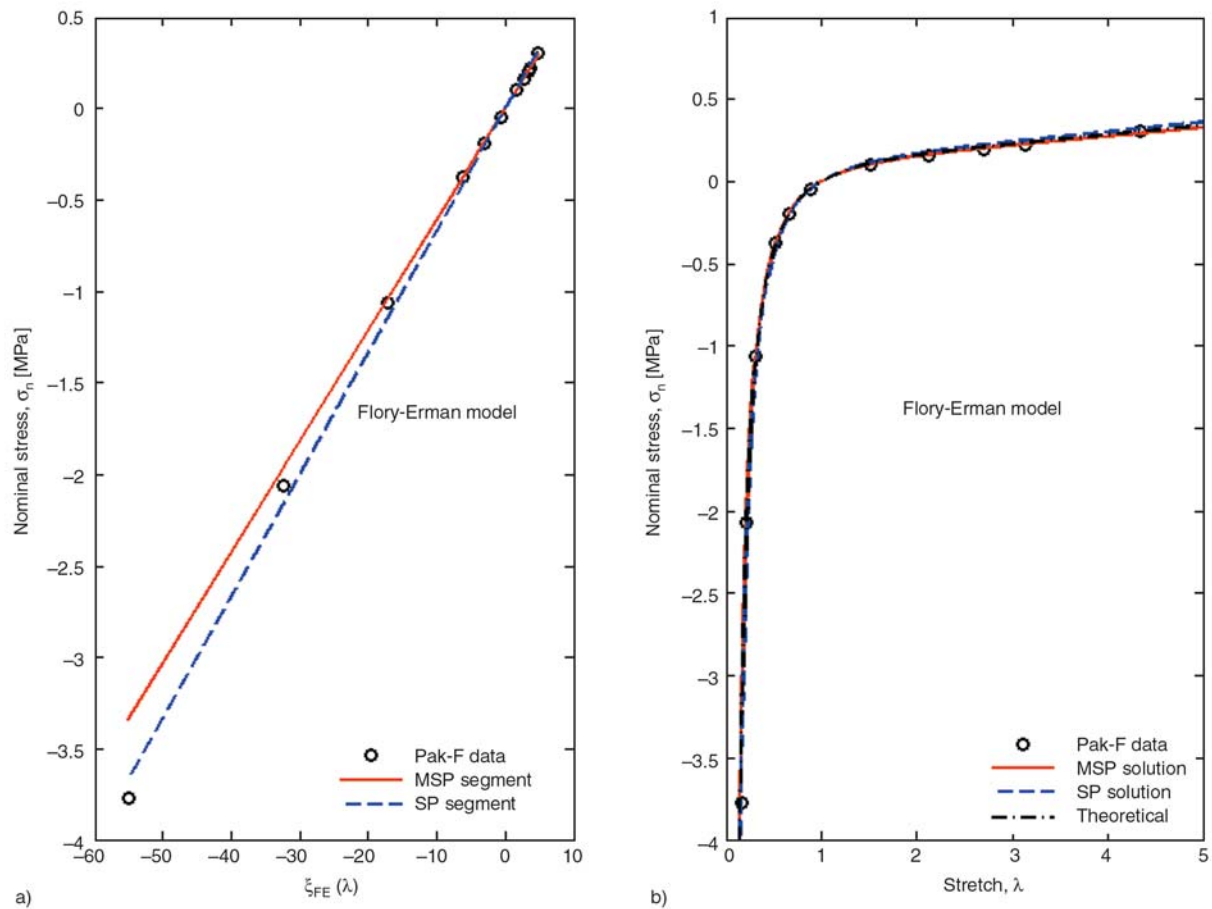 0.5
0
–0.5
–1
–1.5
–2
–2.5
–3
–3.5
–4
Nominal stress, σn [MPa]
Flory-Erman model
Pak-F data
MSP segment
SP segment
–60 –50 –40 –30 –20 –10 0 10
ξFE (λ)
a)
1
0.5
0
–0.5
–1
–1.5
–2
–2.5
–3
–3.5
–4
Nominal stress, σn [MPa]
Flory-Erman model
Pak-F data
MSP solution
SP solution
Theoretical
0 1 2 3 4 5
Stretch, λ
b)